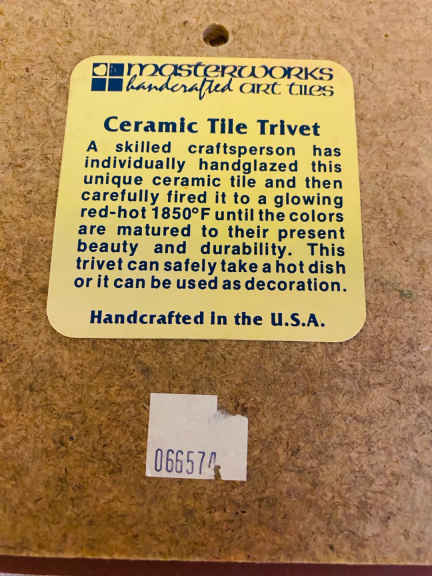 masterworks
handcrafted art tiles
Ceramic Tile Trivet
A skilled craftsperson has
individually handglazed this
unique ceramic tile and then
carefully fired it to a glowing
red-hot 1850°F until the colors
are matured to their present
beauty and durability. This
trivet can safely take a hot dish
or it can be used as decoration.
Handcrafted in the U.S.A.